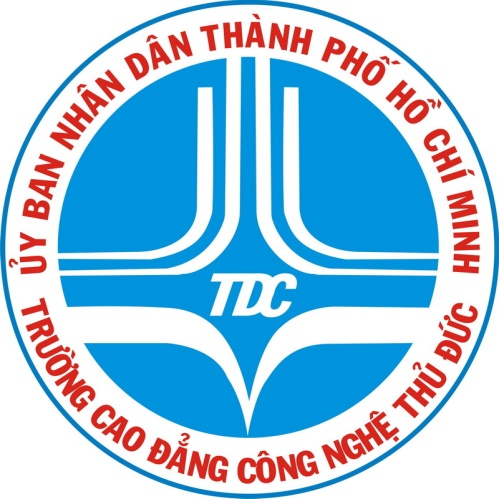 ỦY BAN NHÂN DÂN THÀNH PHỐ HỒ CHÍ MINH
TDC
TRƯỜNG CAO ĐẲNG CÔNG NGHỆ THỦ ĐỨC